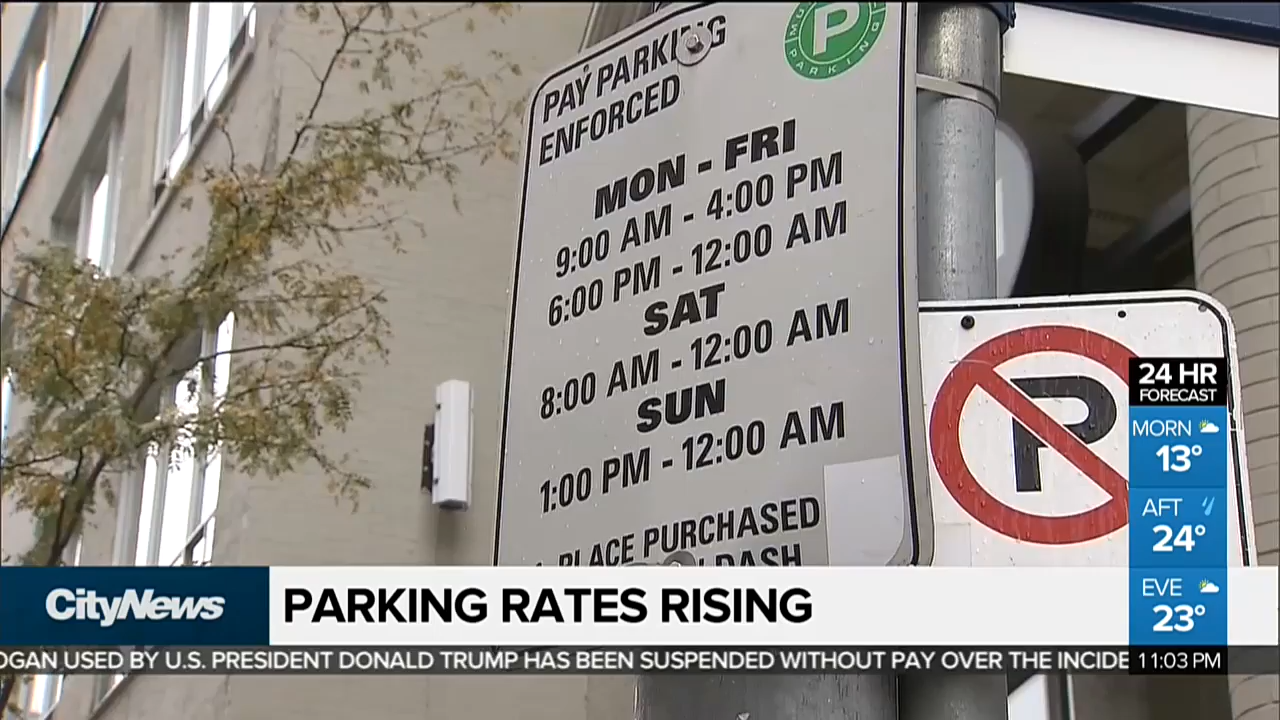 PAY PARKING
ENFORCED
P
PARKING
MON - FRI
9:00 AM - 4:00 PM
6:00 PM - 12:00 AM
SAT
8:00 AM - 12:00 AM
SUN
1:00 PM - 12:00 AM
PLACE PURCHASED
DASH
P
24 HR
FORECAST
MORN
13°
AFT
24°
EVE
23°
CityNews
PARKING RATES RISING
USED BY U.S. PRESIDENT DONALD TRUMP HAS BEEN SUSPENDED WITHOUT PAY OVER THE
11:03 PM